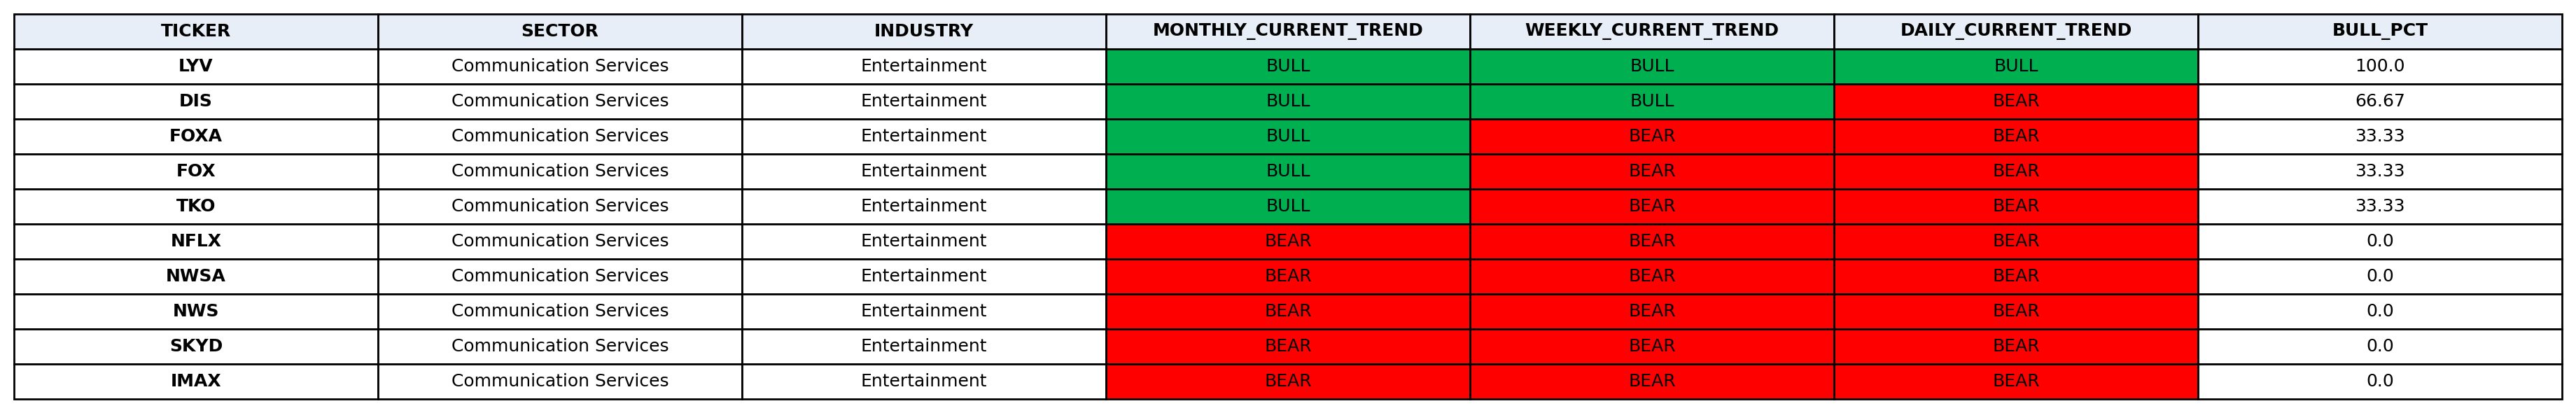 TICKER SECTOR INDUSTRY MONTHLY_CURRENT_TREND WEEKLY_CURRENT_TREND DAILY_CURRENT_TREND BULL_PCT
LYV Communication Services Entertainment BULL BULL BULL 100.0
DIS Communication Services Entertainment BULL BULL BEAR 66.67
FOXA Communication Services Entertainment BULL BEAR BEAR 33.33
FOX Communication Services Entertainment BULL BEAR BEAR 33.33
TKO Communication Services Entertainment BULL BEAR BEAR 33.33
NFLX Communication Services Entertainment BEAR BEAR BEAR 0.0
NWSA Communication Services Entertainment BEAR BEAR BEAR 0.0
NWS Communication Services Entertainment BEAR BEAR BEAR 0.0
SKYD Communication Services Entertainment BEAR BEAR BEAR 0.0
IMAX Communication Services Entertainment BEAR BEAR BEAR 0.0